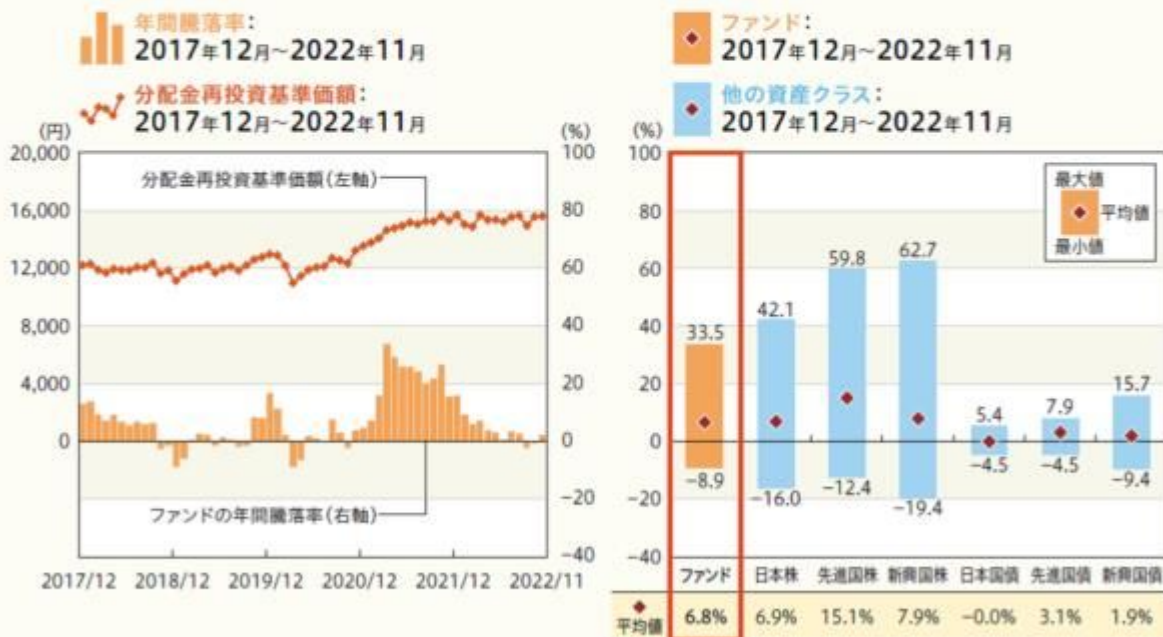 年間騰落率：
2017年12月～2022年11月
分配金再投資基準価額：
2017年12月～2022年11月
（円）
（%）
20,000
16,000
12,000
8,000
4,000
0
100
80
60
40
20
0
−20
−40
分配金再投資基準価額（左軸）
ファンドの年間騰落率（右軸）
2017/12 2018/12 2019/12 2020/12 2021/12 2022/11
ファンド：
2017年12月～2022年11月
他の資産クラス：
2017年12月～2022年11月
（%）
100
80
60
40
20
0
−20
−40
最大値
平均値
最小値
33.5 42.1 59.8 62.7 5.4 7.9 15.7
−8.9 −16.0 −12.4 −19.4 −4.5 −4.5 −9.4
ファンド 日本株 先進国株 新興国株 日本国債 先進国債 新興国債
平均値 6.8% 6.9% 15.1% 7.9% −0.0% 3.1% 1.9%